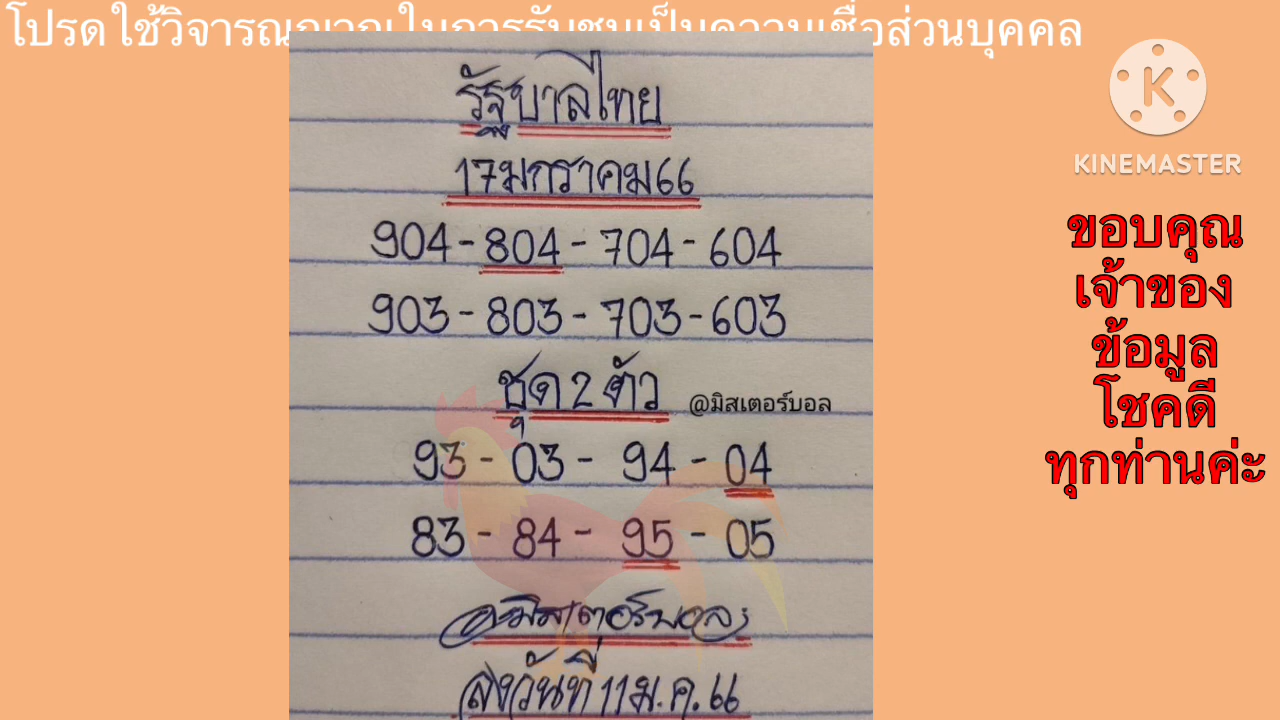 โปรดใช้วิจารณญาณในการรับชมเป็นความเชื่อส่วนบุคคล
รัฐบาลไทย
17มกราคม66
904-804-704-604
903-803-703-603
ชุด 2 ตัว
@มิสเตอร์บอล
93-03-94-04
83-84-95-05
มิสเตอร์บอล
ลงวันที่ 11 ม.ค.66
KINEMASTER
ขอบคุณ
เจ้าของ
ข้อมูล
โชคดี
ทุกท่านค่ะ